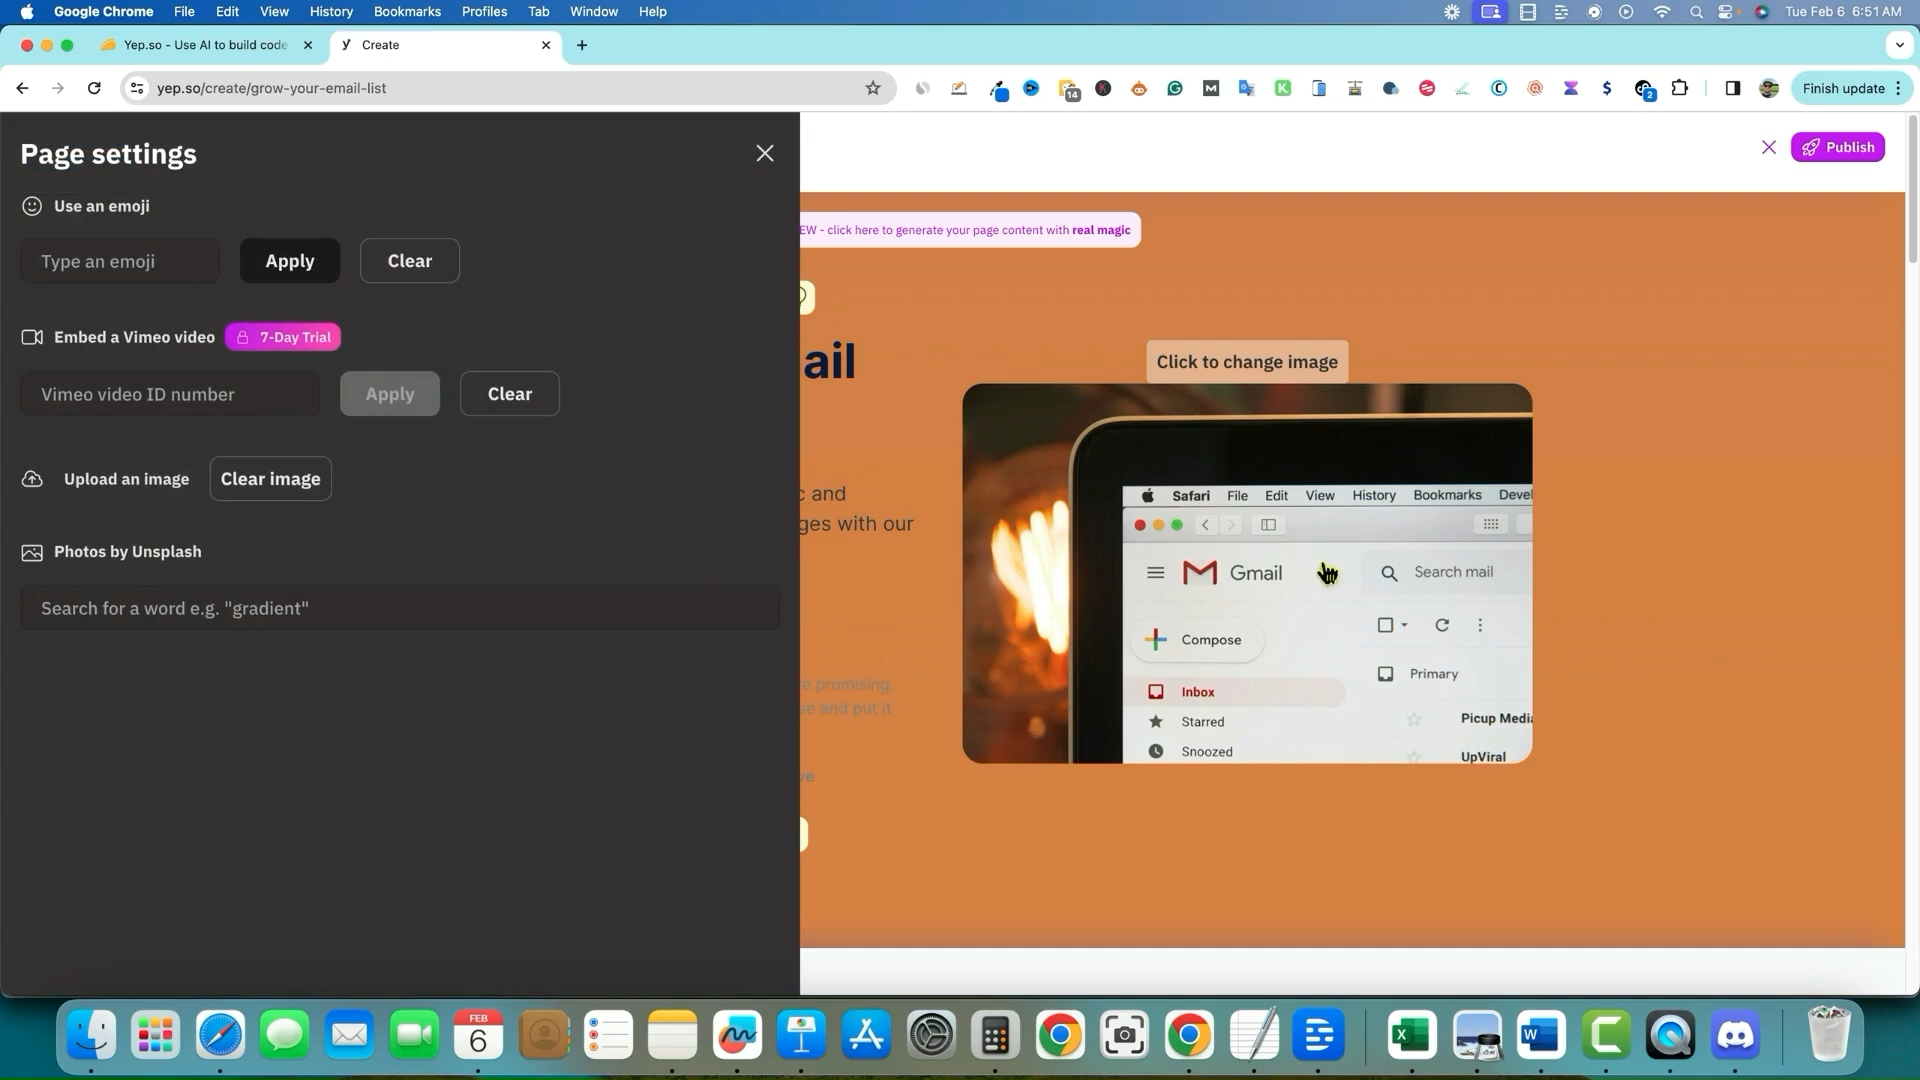 Google Chrome File Edit View History Bookmarks Profiles Tab Window Help
Tue Feb 6 6:51 AM
Yep.so - Use AI to build code
Create
yep.so/create/grow-your-email-list
14
2
Finish update
Page settings
Use an emoji
Type an emoji
Apply
Clear
Embed a Vimeo video
7-Day Trial
Vimeo video ID number
Apply
Clear
Upload an image
Clear image
Photos by Unsplash
Search for a word e.g. "gradient"
Publish
EW - click here to generate your page content with real magic
ail
c and
ges with our
e promising.
se and put it
ve
Click to change image
Safari File Edit View History Bookmarks Devel
Gmail
Search mail
Compose
Primary
Inbox
Starred
Picup Media
Snoozed
UpViral
FEB
6